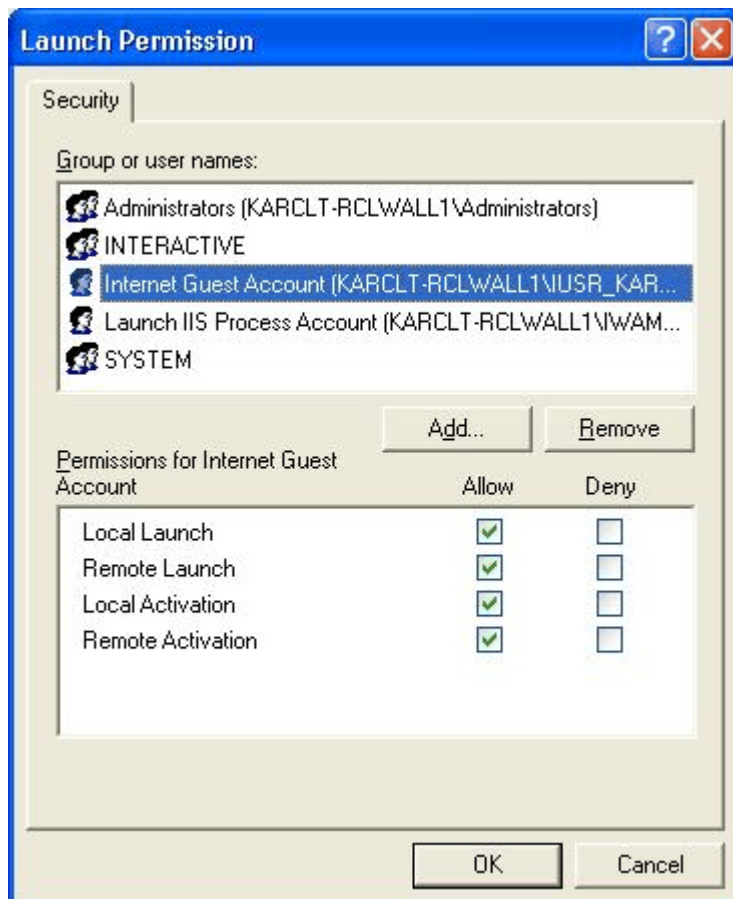 Launch Permission
Security
Group or user names:
Administrators (KARCLT-RCLWALL1\Administrators)
INTERACTIVE
Internet Guest Account (KARCLT-RCLWALL1\IUSR_KAR...
Launch IIS Process Account (KARCLT-RCLWALL1\IWAM...
SYSTEM
Add... Remove
Permissions for Internet Guest
Account Allow Deny
Local Launch
Remote Launch
Local Activation
Remote Activation
OK Cancel